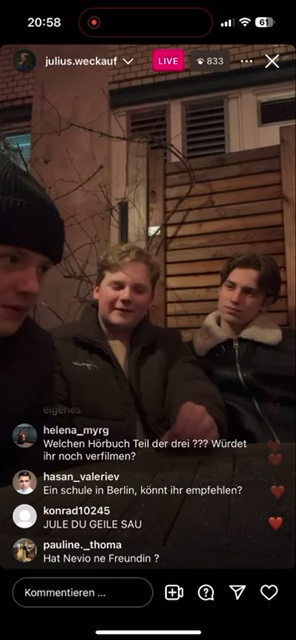 20:58
61
julius.weckauf
LIVE
833
eigenes
helena_myrg
Welchen Hörbuch Teil der drei ??? Würdet
ihr noch verfilmen?
hasan_valeriev
Ein schule in Berlin, könnt ihr empfehlen?
konrad10245
JULE DU GEILE SAU
pauline._thoma
Hat Nevio ne Freundin ?
Kommentieren ...